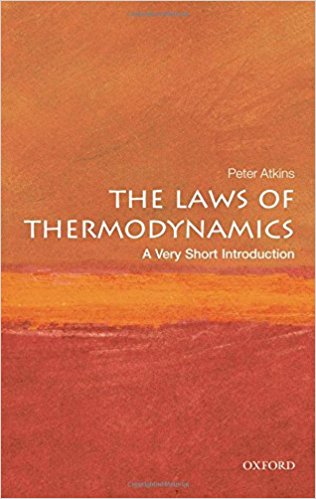 Peter Atkins
THE LAWS OF
THERMODYNAMICS
A Very Short Introduction
OXFORD